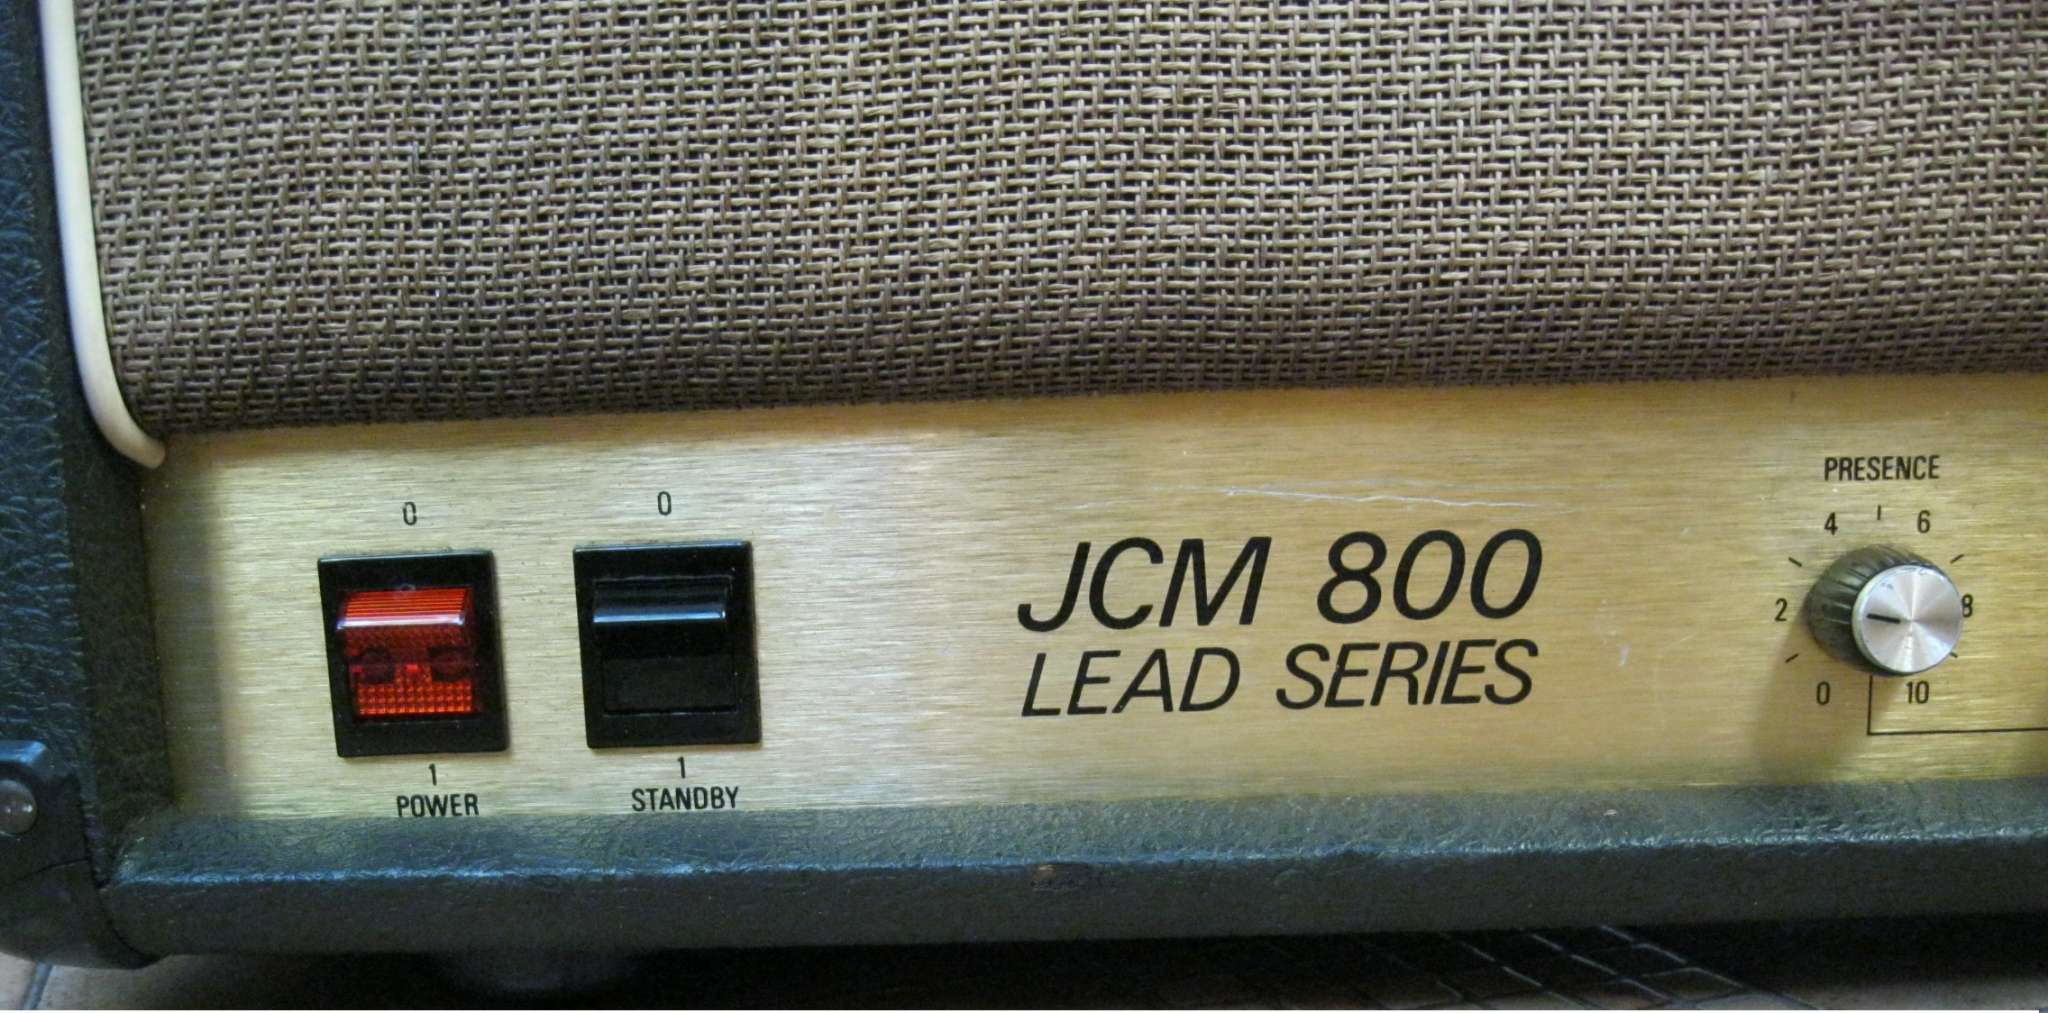 0
0
1
POWER
1
STANDBY
JCM 800
LEAD SERIES
PRESENCE
4 6
2 8
0 10